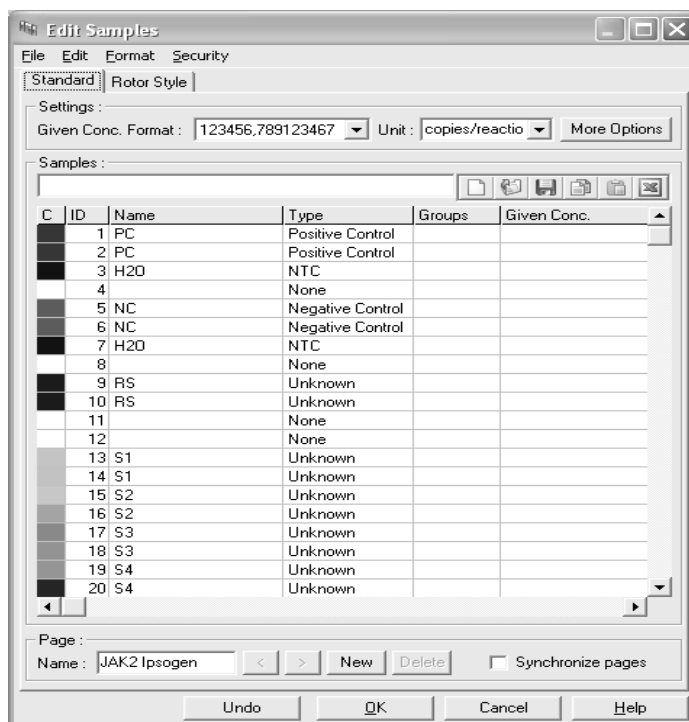 Edit Samples
File Edit Format Security
Standard Rotor Style
Settings :
Given Conc. Format : 123456,789123467 Unit : copies/reactio More Options
Samples :
C ID Name Type Groups Given Conc.
1 PC Positive Control
2 PC Positive Control
3 H2O NTC
4 None
5 NC Negative Control
6 NC Negative Control
7 H2O NTC
8 None
9 RS Unknown
10 RS Unknown
11 None
12 None
13 S1 Unknown
14 S1 Unknown
15 S2 Unknown
16 S2 Unknown
17 S3 Unknown
18 S3 Unknown
19 S4 Unknown
20 S4 Unknown
Page :
Name : JAK2 Ipsogen < > New Delete Synchronize pages
Undo OK Cancel Help